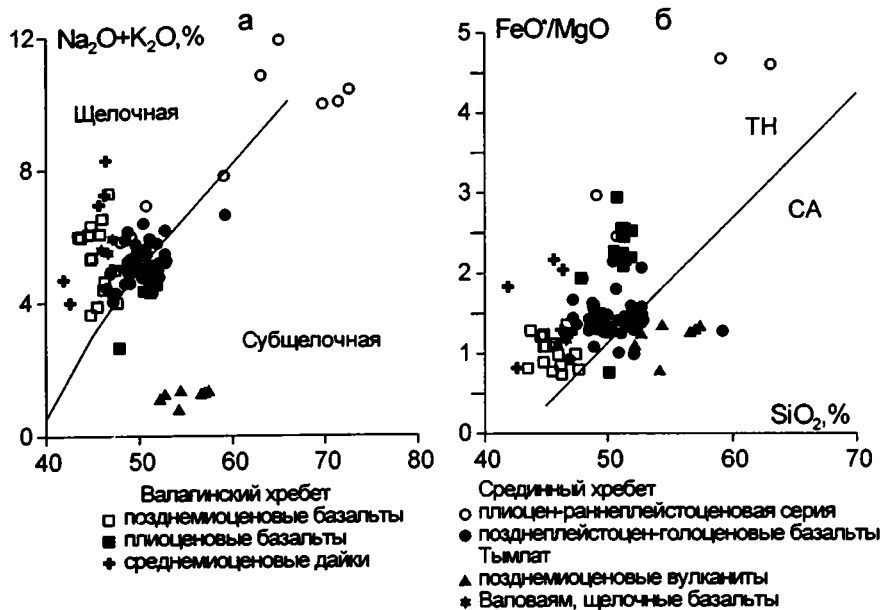 а
Na₂O+K₂O,%
12
8
4
0
40
50
60
70
80
Щелочная
Субщелочная
б
FeO*/MgO
5
4
3
2
1
0
40
50
60
70
TH
CA
SiO₂,%
Валагинский хребет
позднемиоценовые базальты
плиоценовые базальты
среднемиоценовые дайки
Срединный хребет
плиоцен-раннеплейстоценовая серия
позднеплейстоцен-голоценовые базальты
Тымлат
позднемиоценовые вулканиты
Валоваям, щелочные базальты